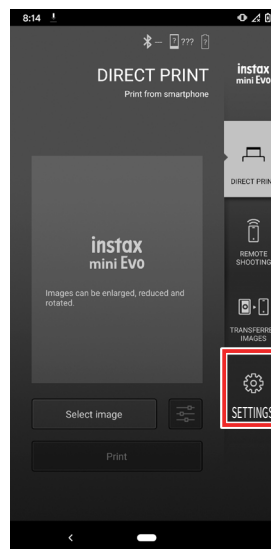 8:14
???
DIRECT PRINT
Print from smartphone
instax
mini Evo
DIRECT PRIN
REMOTE
SHOOTING
TRANSFERRE
IMAGES
SETTINGS
instax
mini Evo
Images can be enlarged, reduced and
rotated.
Select image
Print